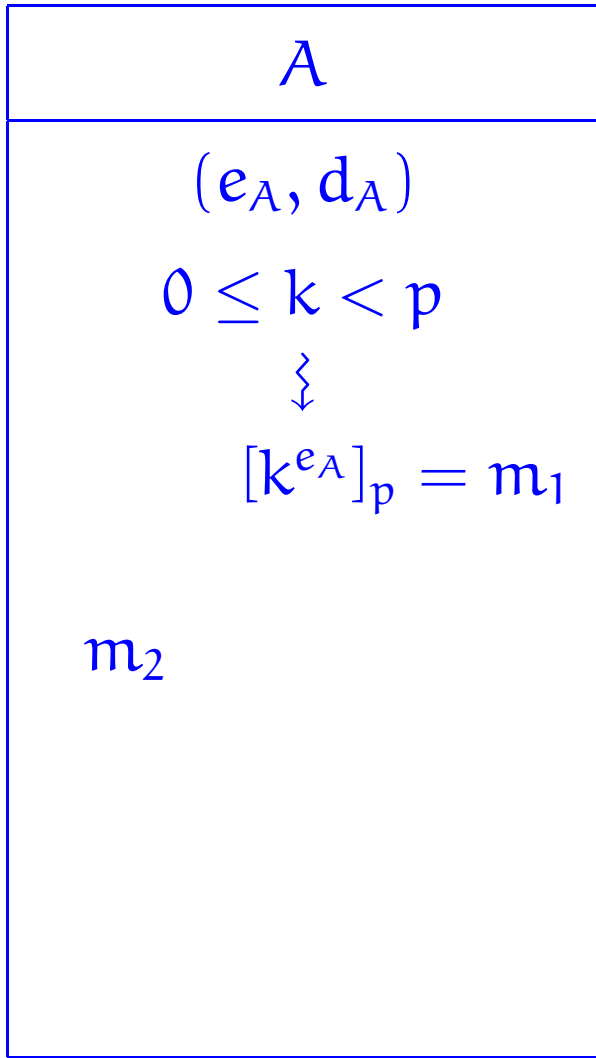 A
(e_A, d_A)
0 ≤ k < p
[k^{e_A}]_p = m_1
m_2